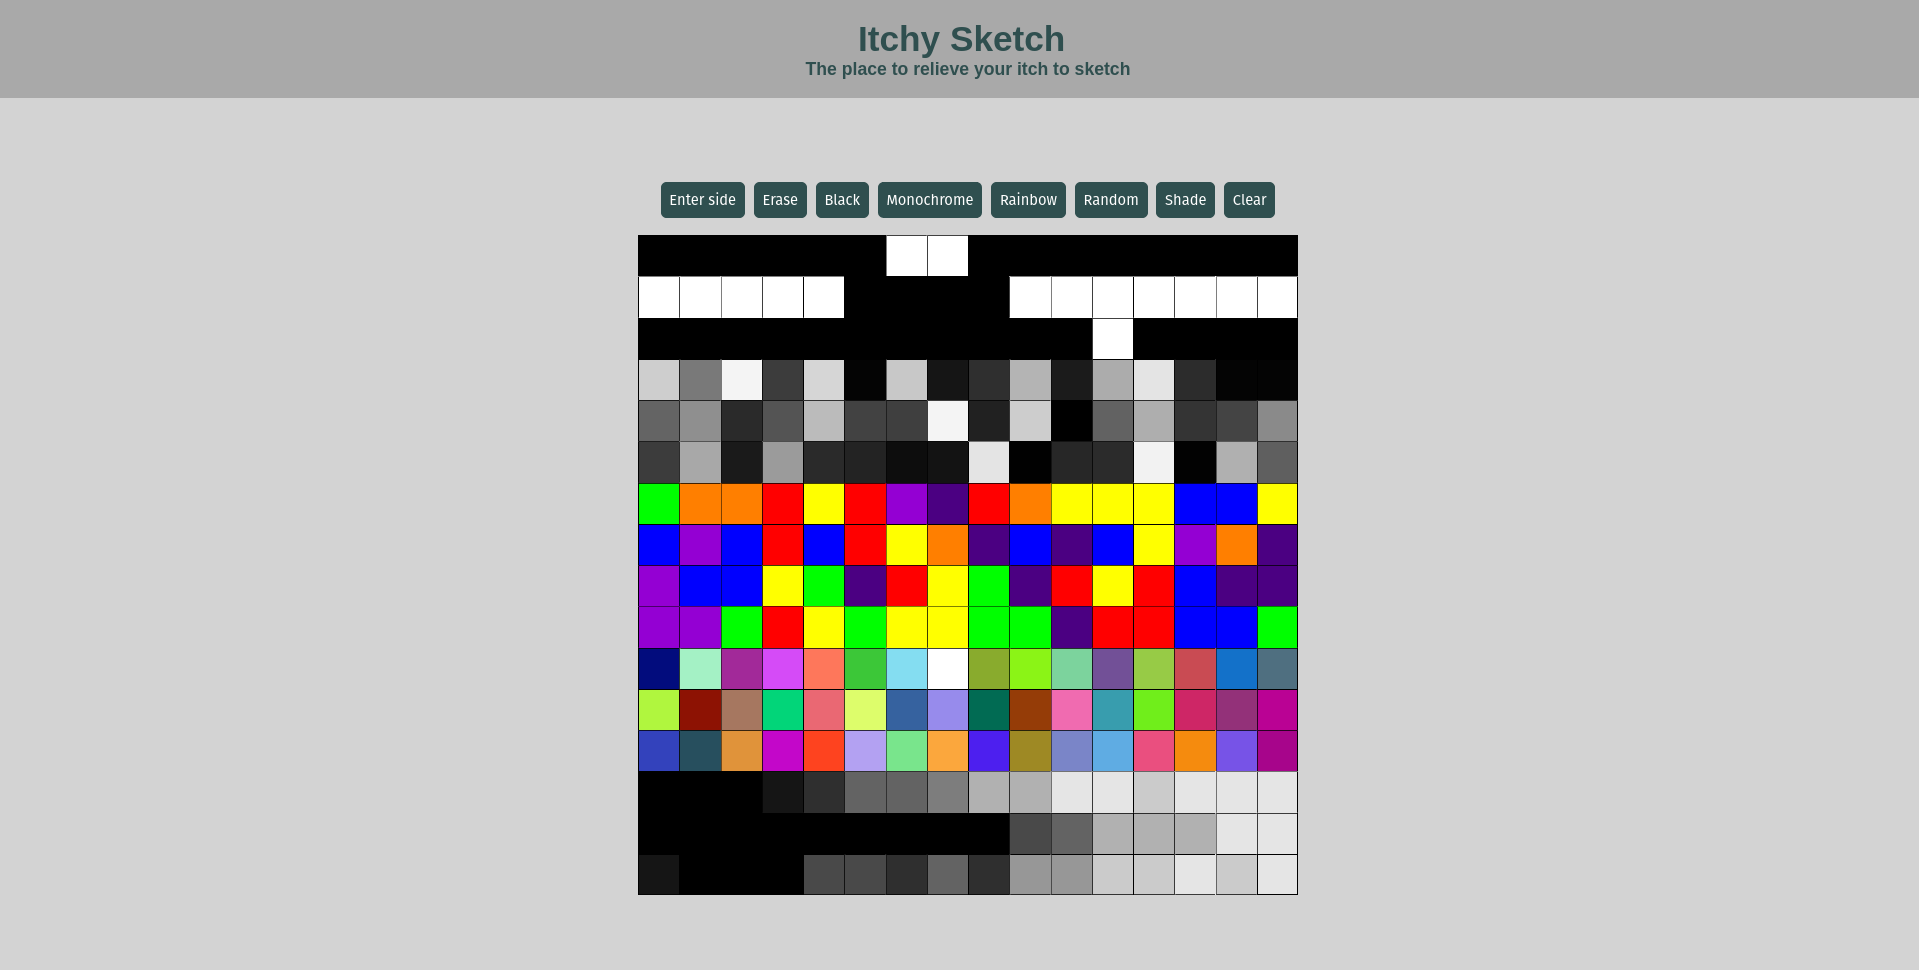 Itchy Sketch
The place to relieve your itch to sketch
Enter side Erase Black Monochrome Rainbow Random Shade Clear